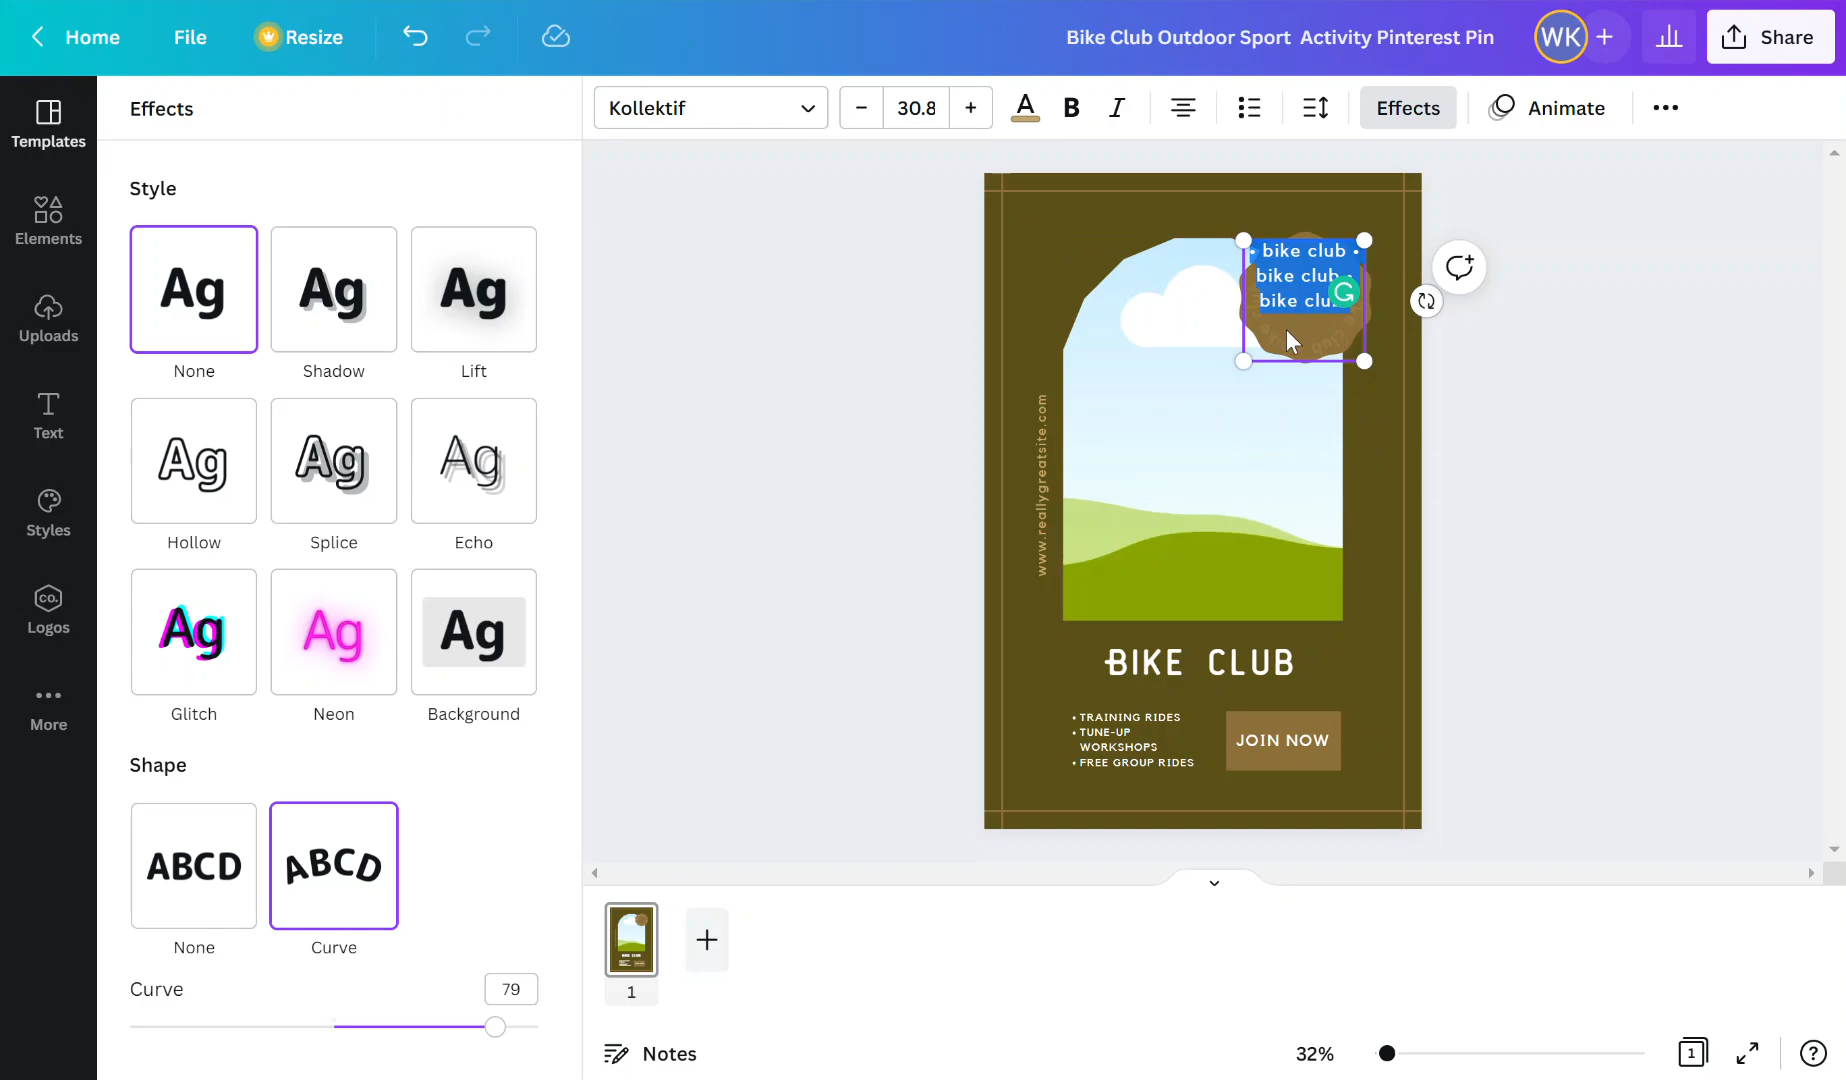 Home
File
Resize
Bike Club Outdoor Sport Activity Pinterest Pin
WK
Share
Templates
Elements
Uploads
Text
Styles
CO.
Logos
More
Effects
Kollektif
30.8
A
B
I
Effects
Animate
Style
Ag
Ag
Ag
None
Shadow
Lift
Ag
Ag
Ag
Hollow
Splice
Echo
Ag
Ag
Ag
Glitch
Neon
Background
Shape
ABCD
ABCD
None
Curve
Curve
79
• bike club •
bike club •
bike clu
www.reallygreatsite.com
BIKE CLUB
• TRAINING RIDES
• TUNE-UP
WORKSHOPS
• FREE GROUP RIDES
JOIN NOW
1
Notes
32%
1